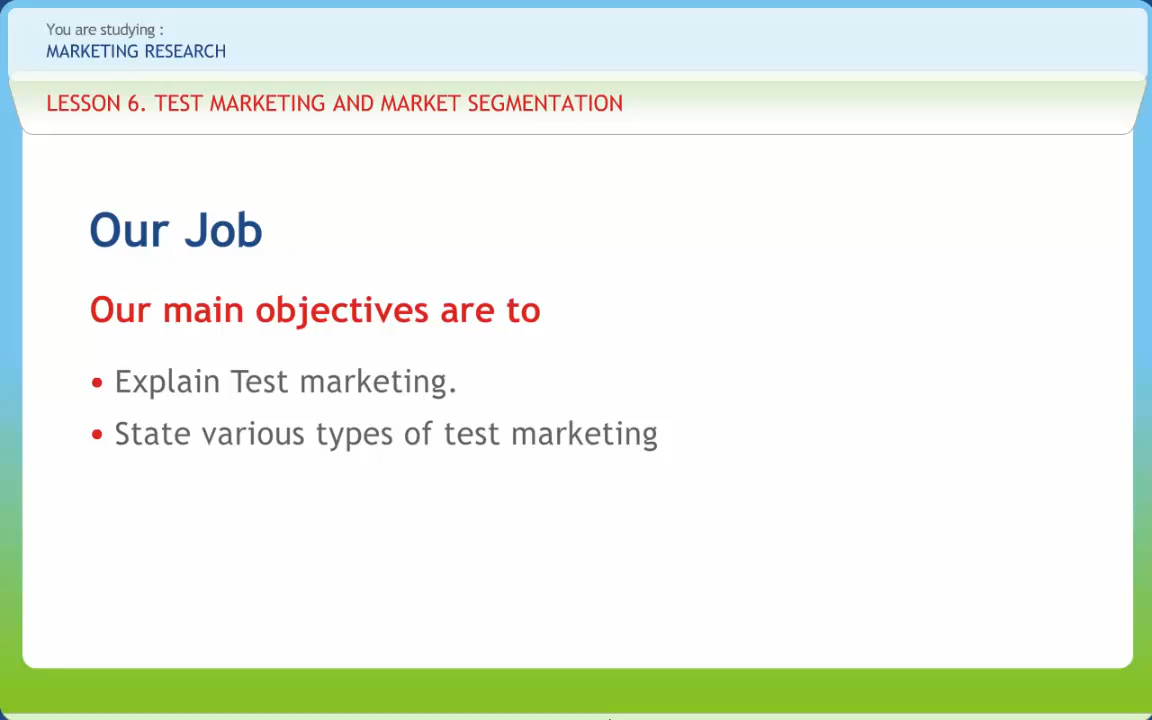 You are studying :
MARKETING RESEARCH
LESSON 6. TEST MARKETING AND MARKET SEGMENTATION
Our Job
Our main objectives are to
• Explain Test marketing.
• State various types of test marketing